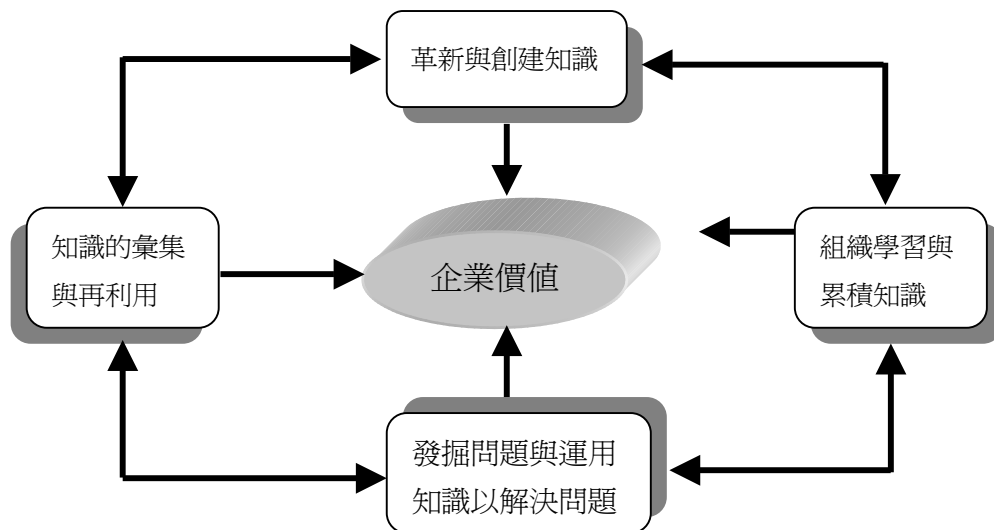 革新與創建知識
知識的彙集
與再利用
企業價值
組織學習與
累積知識
發掘問題與運用
知識以解決問題